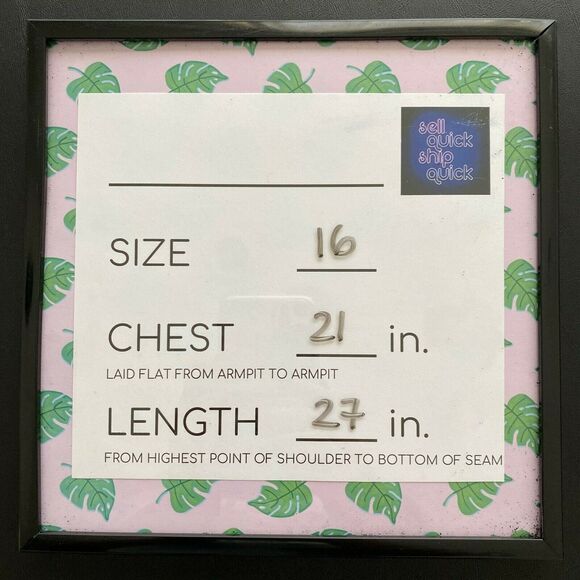 sell
quick
ship
quick
SIZE 16
CHEST 21 in.
LAID FLAT FROM ARMPIT TO ARMPIT
LENGTH 27 in.
FROM HIGHEST POINT OF SHOULDER TO BOTTOM OF SEAM